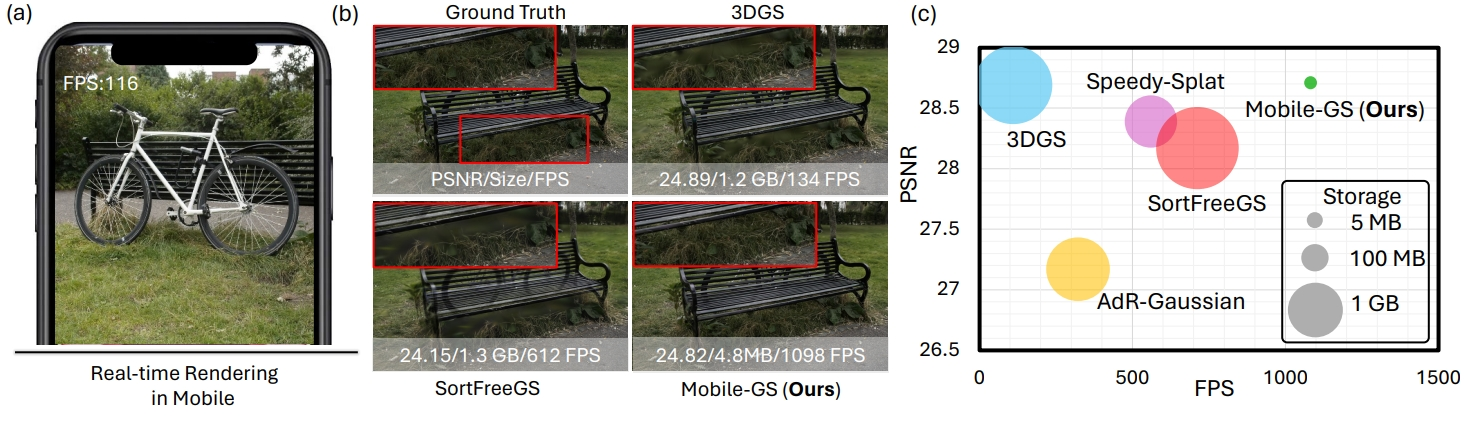 (a)
FPS:116
Real-time Rendering
in Mobile
(b)
Ground Truth
3DGS
PSNR/Size/FPS
24.89/1.2 GB/134 FPS
24.15/1.3 GB/612 FPS
24.82/4.8MB/1098 FPS
SortFreeGS
Mobile-GS (Ours)
(c)
PSNR
29
28.5
28
27.5
27
26.5
0
500
1000
1500
FPS
3DGS
Speedy-Splat
Mobile-GS (Ours)
SortFreeGS
AdR-Gaussian
Storage
5 MB
100 MB
1 GB